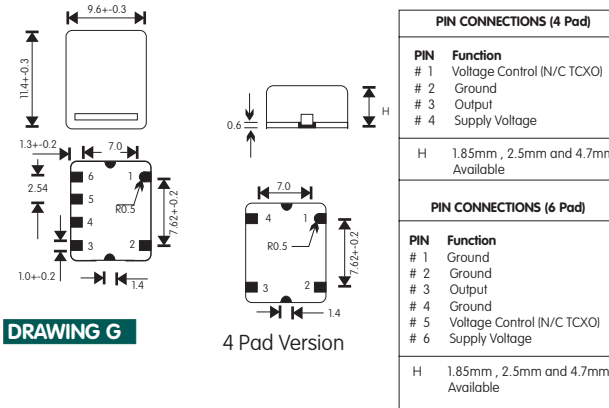 9.6+-0.3
11.4+-0.3
1.3+-0.2
7.0
2.54
6
1
5
R0.5
4
3
2
7.62+-0.2
1.0+-0.2
1.4
DRAWING G
H
0.6
7.0
4
1
R0.5
3
2
7.62+-0.2
1.4
4 Pad Version
PIN CONNECTIONS (4 Pad)
PIN Function
# 1 Voltage Control (N/C TCXO)
# 2 Ground
# 3 Output
# 4 Supply Voltage
H 1.85mm , 2.5mm and 4.7mm
Available
PIN CONNECTIONS (6 Pad)
PIN Function
# 1 Ground
# 2 Ground
# 3 Output
# 4 Ground
# 5 Voltage Control (N/C TCXO)
# 6 Supply Voltage
H 1.85mm , 2.5mm and 4.7mm
Available